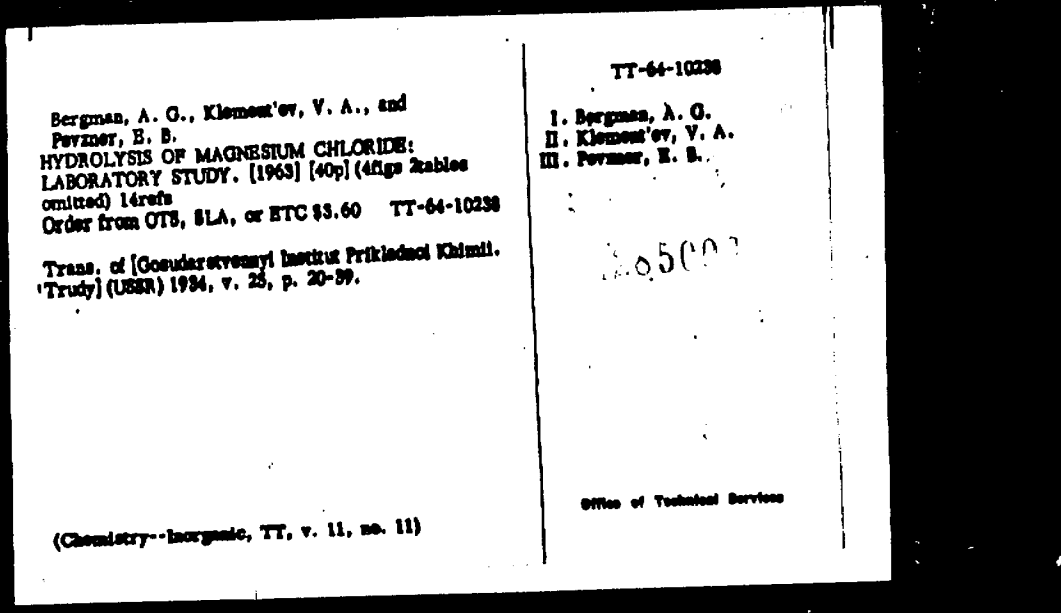 Bergman, A. G., Klement'ev, V. A., and
Pevzner, E. B.
HYDROLYSIS OF MAGNESIUM CHLORIDE:
LABORATORY STUDY. [1963] [40p] (4figs 2tables
omitted) 14refs
Order from OTS, SLA, or ETC $3.60 TT-64-10238
Trans. of [Gosudarstvennyi Institut Prikladnoi Khimii.
Trudy] (USSR) 1934, v. 23, p. 20-39.
(Chemistry--Inorganic, TT, v. 11, no. 11)
TT-64-10238
I. Bergman, A. G.
II. Klement'ev, V. A.
III. Pevzner, E. B.
Office of Technical Services